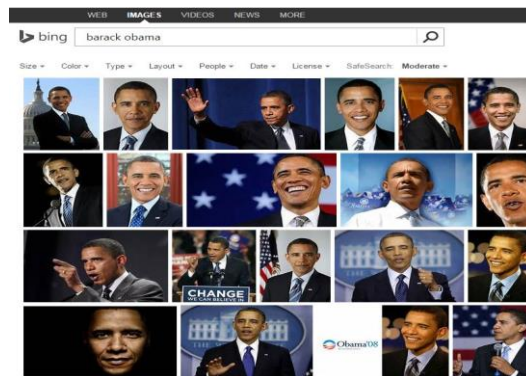 WEB IMAGES VIDEOS NEWS MORE
bing barack obama
Size Color Type Layout People Date License SafeSearch: Moderate
CHANGE
WE CAN BELIEVE IN
Obama'08